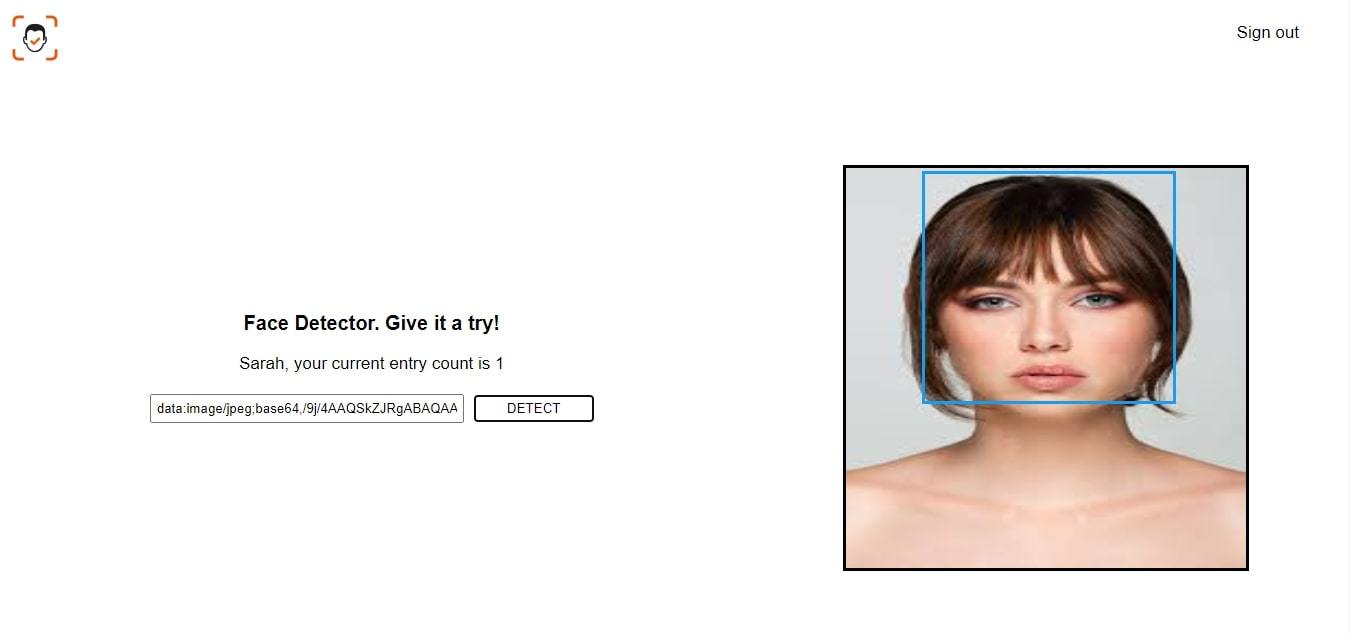 Sign out
Face Detector. Give it a try!
Sarah, your current entry count is 1
data:image/jpeg;base64,/9j/4AAQSkZJRgABAQAA
DETECT